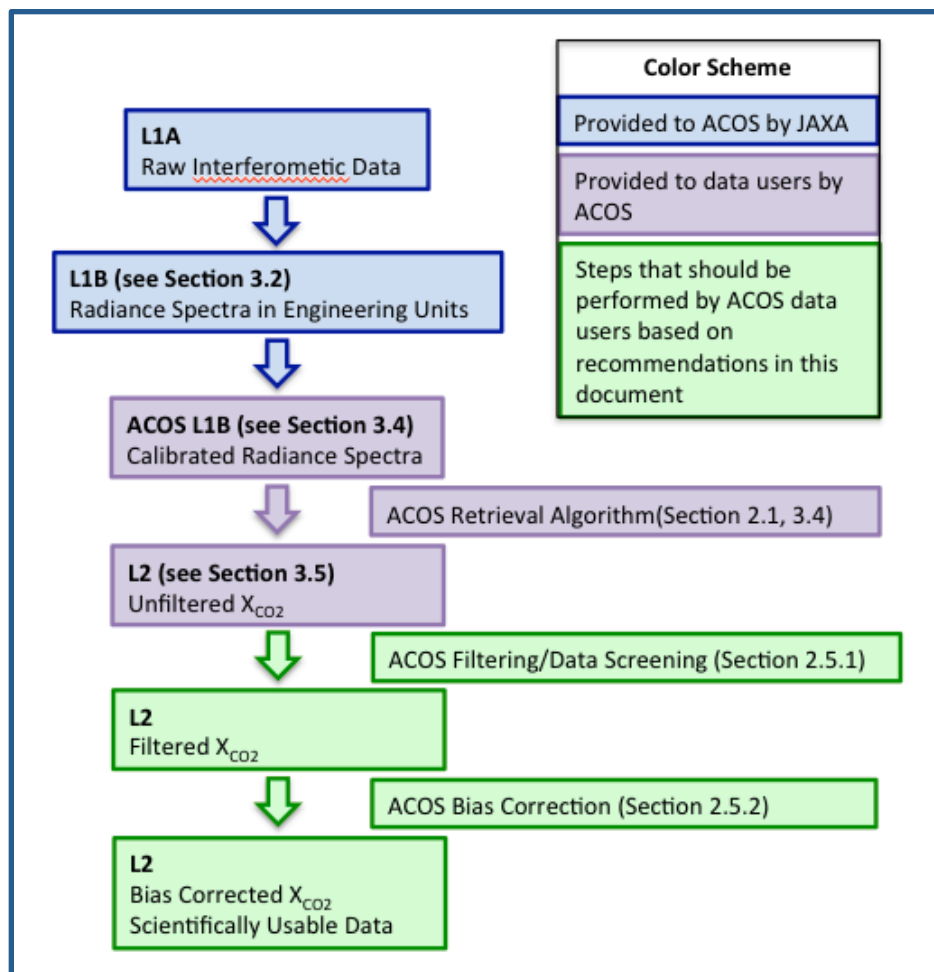 Color Scheme
Provided to ACOS by JAXA
Provided to data users by
ACOS
Steps that should be
performed by ACOS data
users based on
recommendations in this
document
L1A
Raw Interferometic Data
L1B (see Section 3.2)
Radiance Spectra in Engineering Units
ACOS L1B (see Section 3.4)
Calibrated Radiance Spectra
ACOS Retrieval Algorithm(Section 2.1, 3.4)
L2 (see Section 3.5)
Unfiltered XCO2
ACOS Filtering/Data Screening (Section 2.5.1)
L2
Filtered XCO2
ACOS Bias Correction (Section 2.5.2)
L2
Bias Corrected XCO2
Scientifically Usable Data